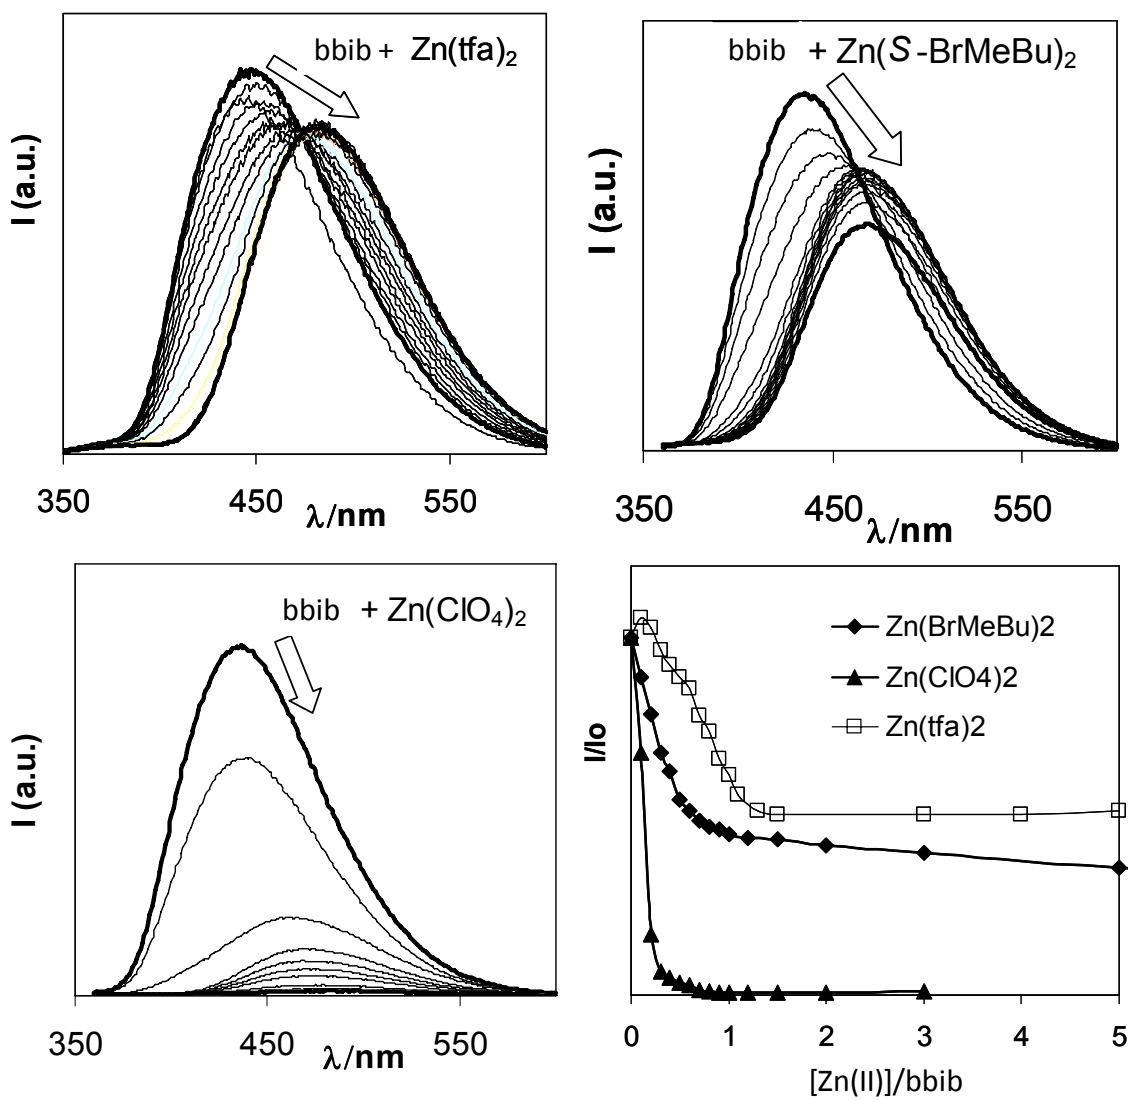 bbib + Zn(tfa)2
I (a.u.)
350 450 550
λ/nm
bbib + Zn(S-BrMeBu)2
I (a.u.)
350 450 550
λ/nm
bbib + Zn(ClO4)2
I (a.u.)
350 450 550
λ/nm
Zn(BrMeBu)2
Zn(ClO4)2
Zn(tfa)2
I/Io
0 1 2 3 4 5
[Zn(II)]/bbib